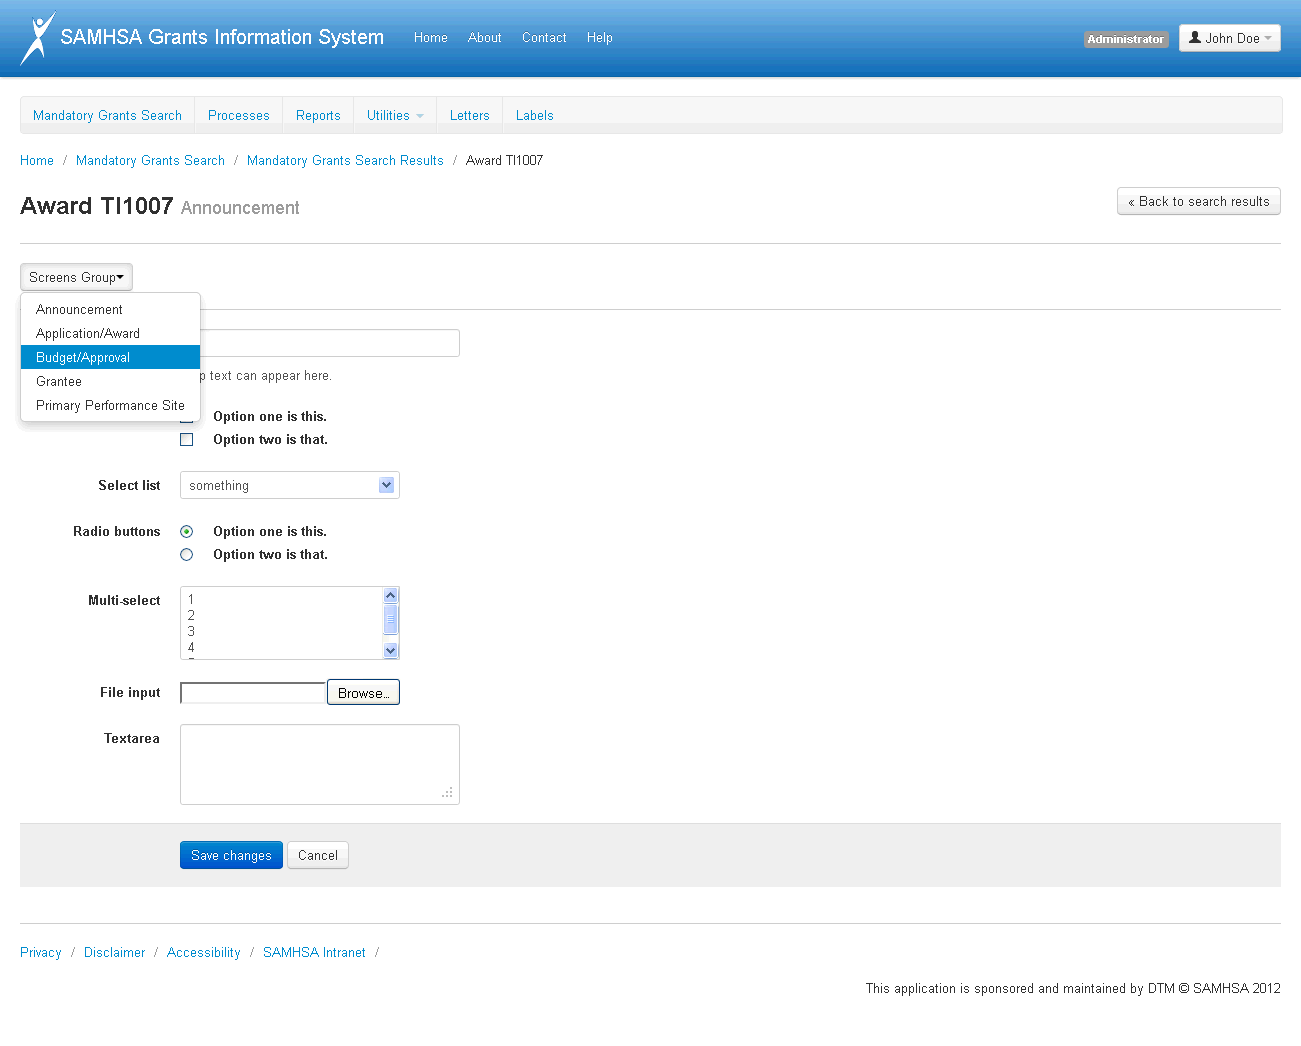 SAMHSA Grants Information System Home About Contact Help Administrator John Doe
Mandatory Grants Search Processes Reports Utilities Letters Labels
Home / Mandatory Grants Search / Mandatory Grants Search Results / Award TI1007
Award TI1007 Announcement
« Back to search results
Screens Group
Announcement
Application/Award
Budget/Approval
Grantee
Primary Performance Site
text can appear here.
Option one is this.
Option two is that.
Select list something
Radio buttons Option one is this.
Option two is that.
Multi-select 1
2
3
4
File input Browse...
Textarea
Save changes Cancel
Privacy / Disclaimer / Accessibility / SAMHSA Intranet /
This application is sponsored and maintained by DTM © SAMHSA 2012